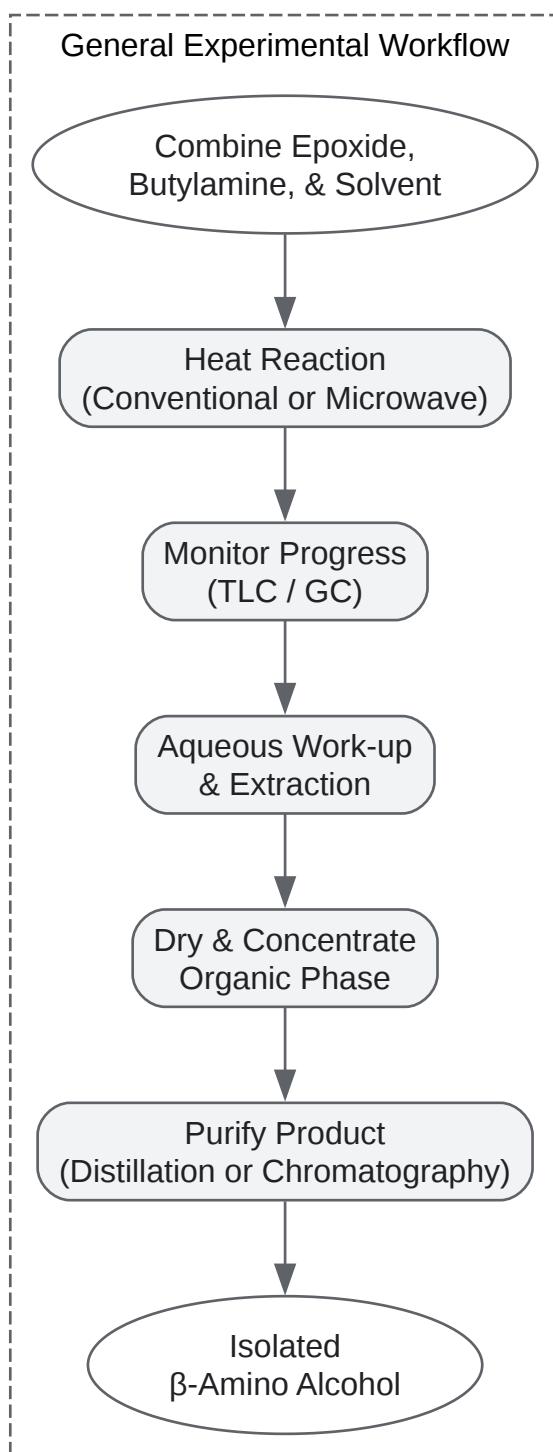 General Experimental Workflow
Combine Epoxide,
Butylamine, & Solvent
Heat Reaction
(Conventional or Microwave)
Monitor Progress
(TLC / GC)
Aqueous Work-up
& Extraction
Dry & Concentrate
Organic Phase
Purify Product
(Distillation or Chromatography)
Isolated
β-Amino Alcohol